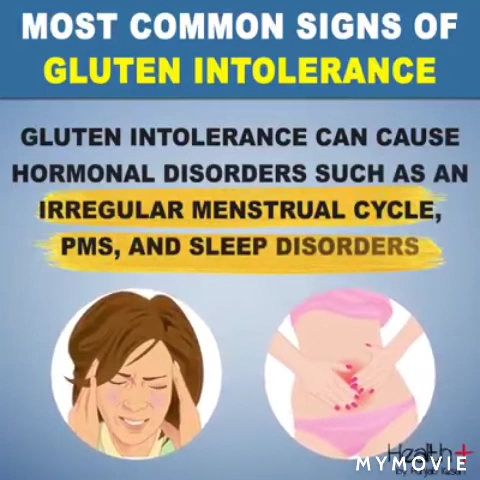 MOST COMMON SIGNS OF
GLUTEN INTOLERANCE
GLUTEN INTOLERANCE CAN CAUSE
HORMONAL DISORDERS SUCH AS AN
IRREGULAR MENSTRUAL CYCLE,
PMS, AND SLEEP DISORDERS
Health+
MYMOVIE